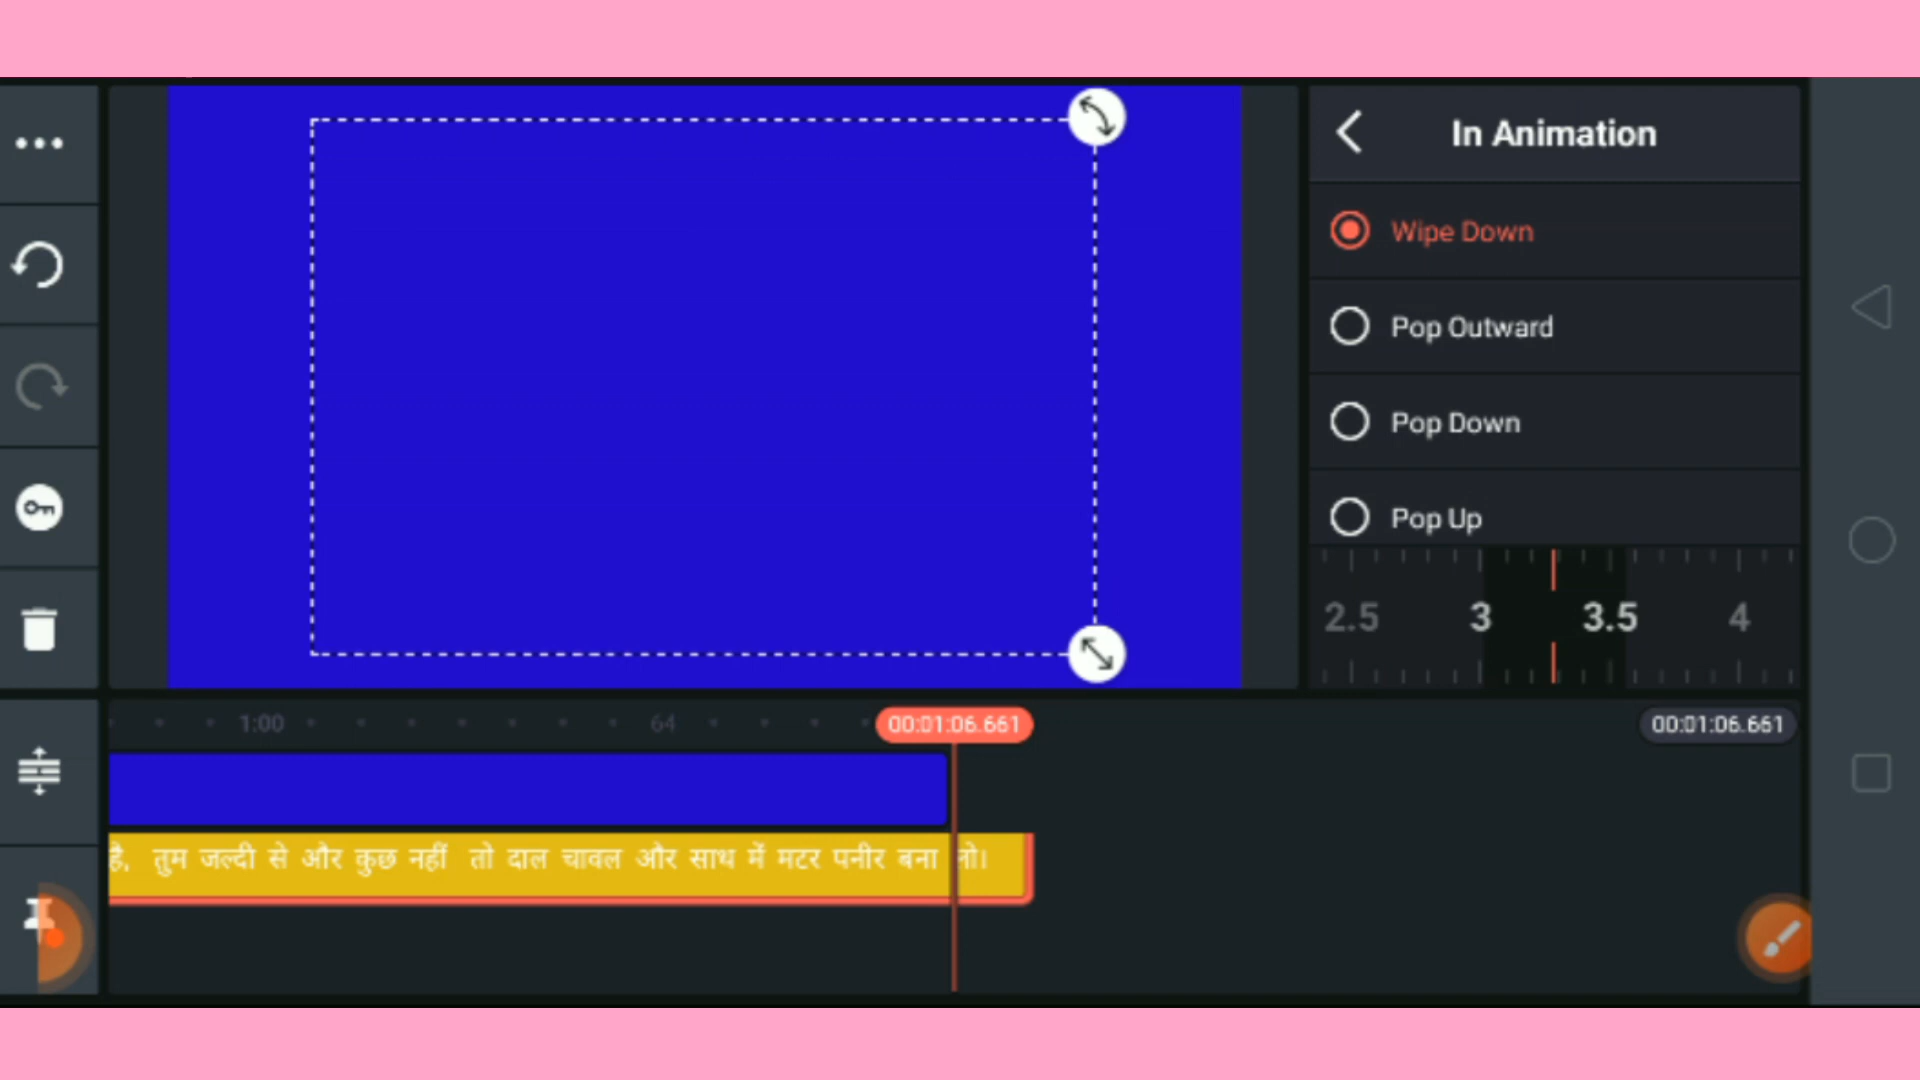 In Animation
Wipe Down
Pop Outward
Pop Down
Pop Up
2.5 3 3.5 4
1:00 64 00:01:06.661 00:01:06.661
है, तुम जल्दी से और कुछ नहीं तो दाल चावल और साथ में मटर पनीर बना लो।